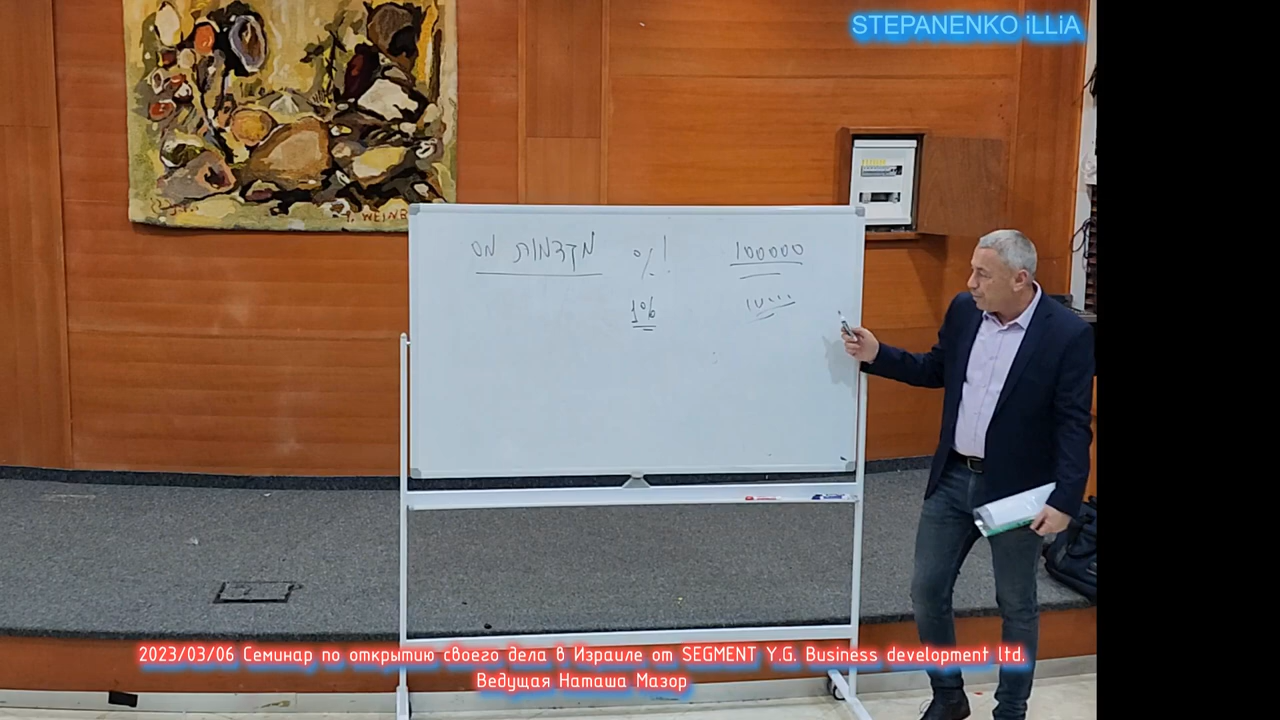 STEPANENKO iLLiA
WEINB
מקדמות מס %! 100000
1%
2023/03/06 Семинар по открытию своего дела в Израиле от SEGMENT Y.G. Business development ltd.
Ведущая Наташа Мазор